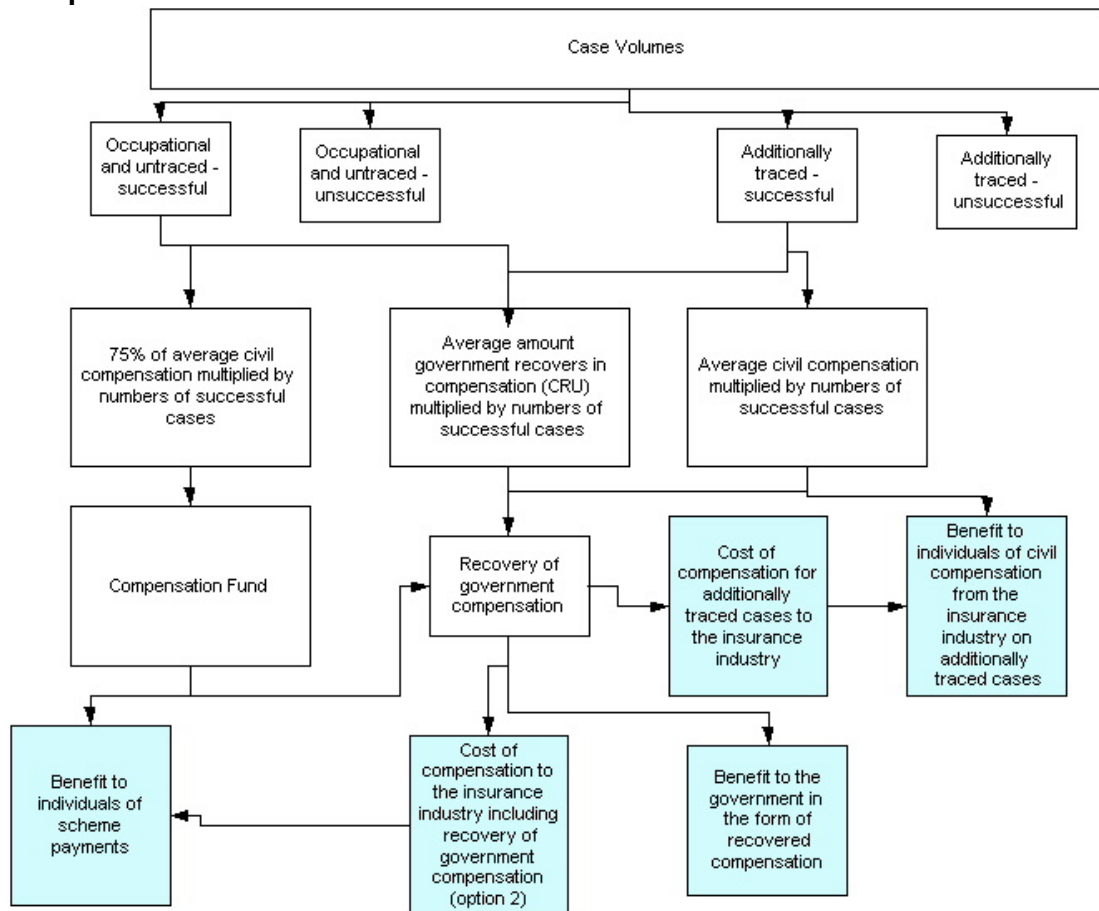 Case Volumes
Occupational
and untraced -
successful
Occupational
and untraced -
unsuccessful
Additionally
traced -
successful
Additionally
traced -
unsuccessful
75% of average civil
compensation multiplied by
numbers of successful
cases
Average amount
government recovers in
compensation (CRU)
multiplied by numbers of
successful cases
Average civil compensation
multiplied by numbers of
successful cases
Compensation Fund
Recovery of
government
compensation
Cost of
compensation for
additionally
traced cases to
the insurance
industry
Benefit to
individuals of civil
compensation
from the
insurance
industry on
additionally
traced cases
Benefit to
individuals of
scheme
payments
Cost of
compensation to
the insurance
industry including
recovery of
government
compensation
(option 2)
Benefit to the
government in
the form of
recovered
compensation